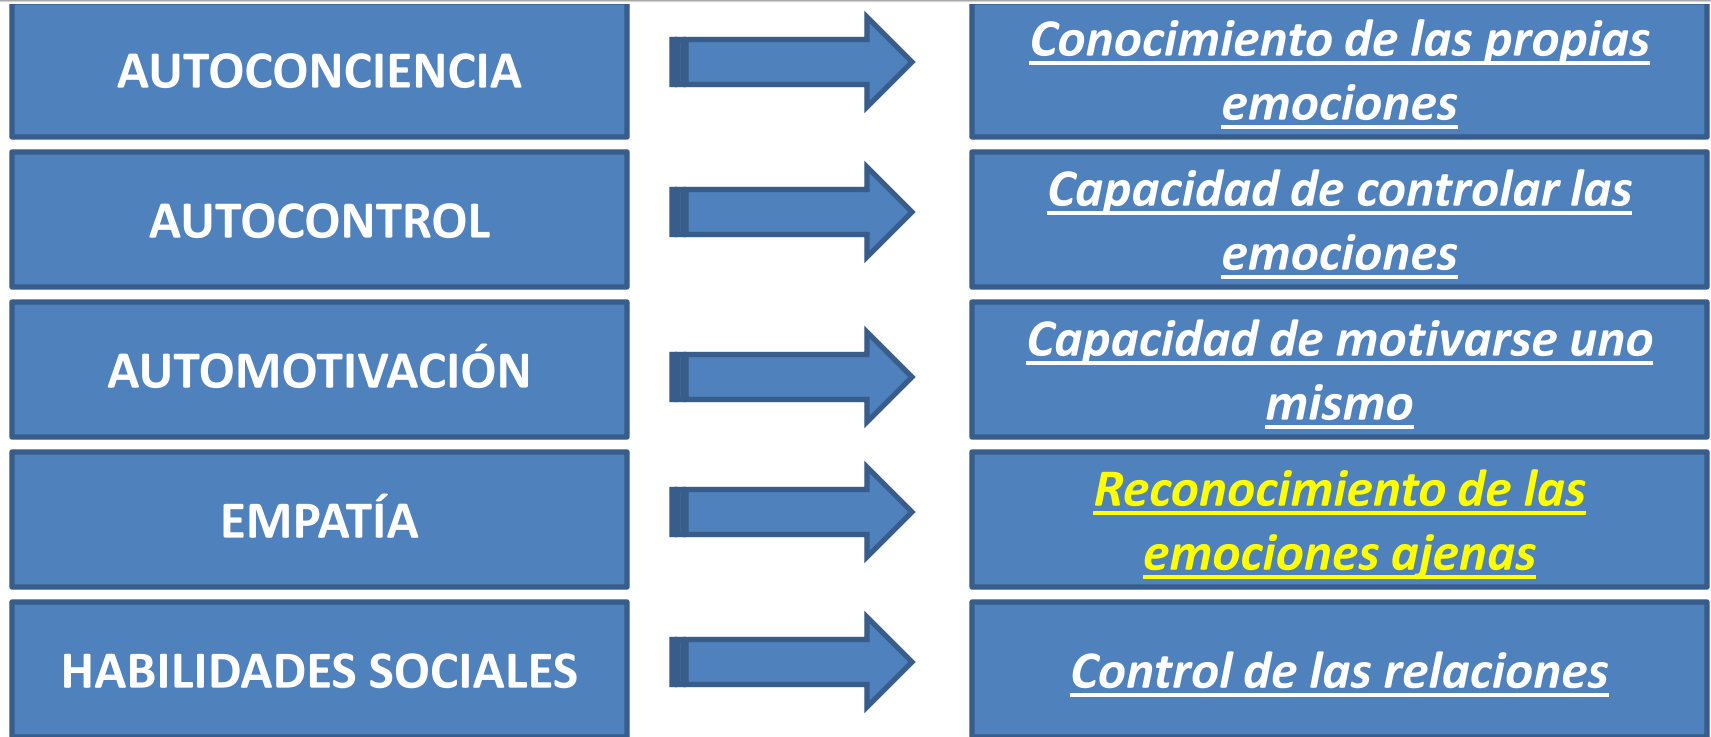 AUTOCONCIENCIA
Conocimiento de las propias
emociones
AUTOCONTROL
Capacidad de controlar las
emociones
AUTOMOTIVACIÓN
Capacidad de motivarse uno
mismo
EMPATÍA
Reconocimiento de las
emociones ajenas
HABILIDADES SOCIALES
Control de las relaciones